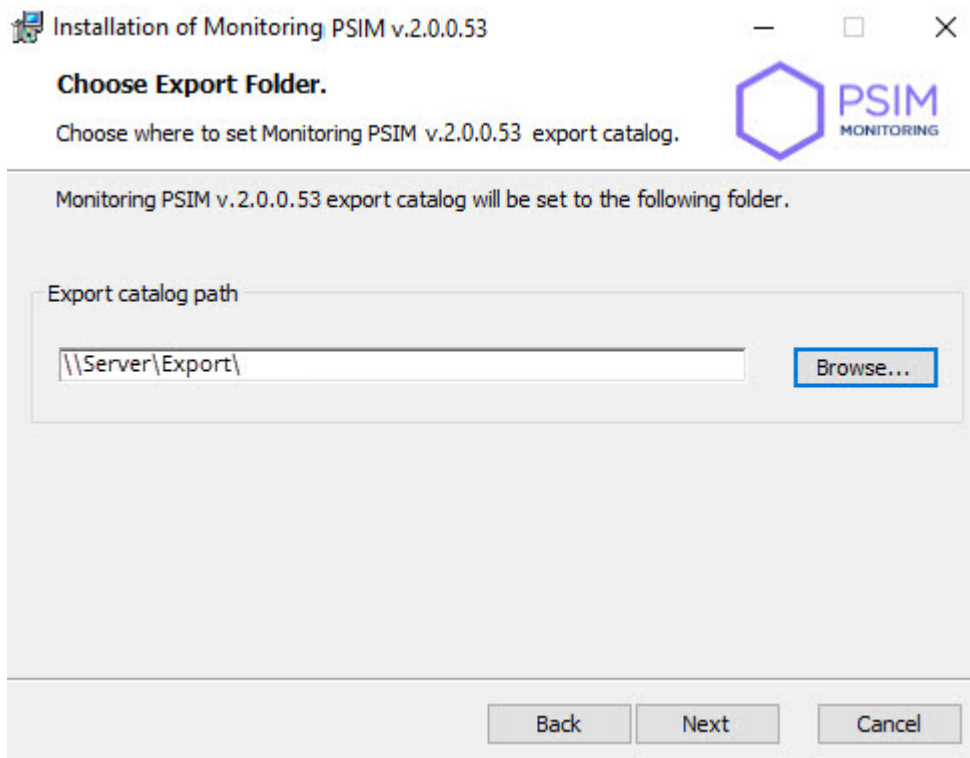 Installation of Monitoring PSIM v.2.0.0.53
Choose Export Folder.
Choose where to set Monitoring PSIM v.2.0.0.53 export catalog.
PSIM
MONITORING
Monitoring PSIM v.2.0.0.53 export catalog will be set to the following folder.
Export catalog path
\\Server\Export\
Browse...
Back
Next
Cancel